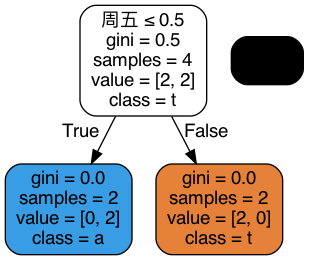 周五 ≤ 0.5
gini = 0.5
samples = 4
value = [2, 2]
class = t
True
False
gini = 0.0
samples = 2
value = [0, 2]
class = a
gini = 0.0
samples = 2
value = [2, 0]
class = t